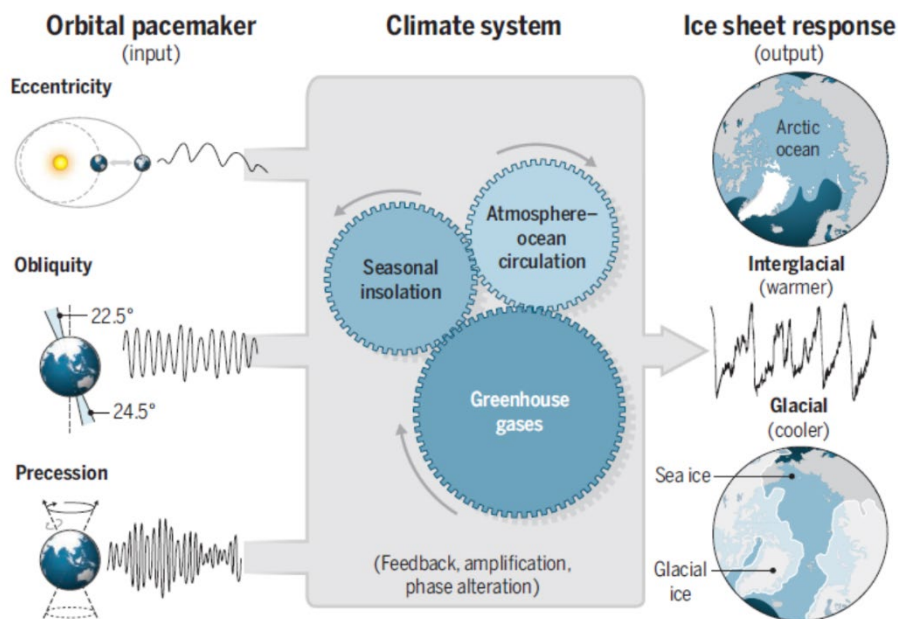 Orbital pacemaker
(input)
Eccentricity
Obliquity
22.5°
24.5°
Precession
Climate system
Seasonal
insolation
Atmosphere–
ocean
circulation
Greenhouse
gases
(Feedback, amplification,
phase alteration)
Ice sheet response
(output)
Arctic
ocean
Interglacial
(warmer)
Glacial
(cooler)
Sea ice
Glacial
ice